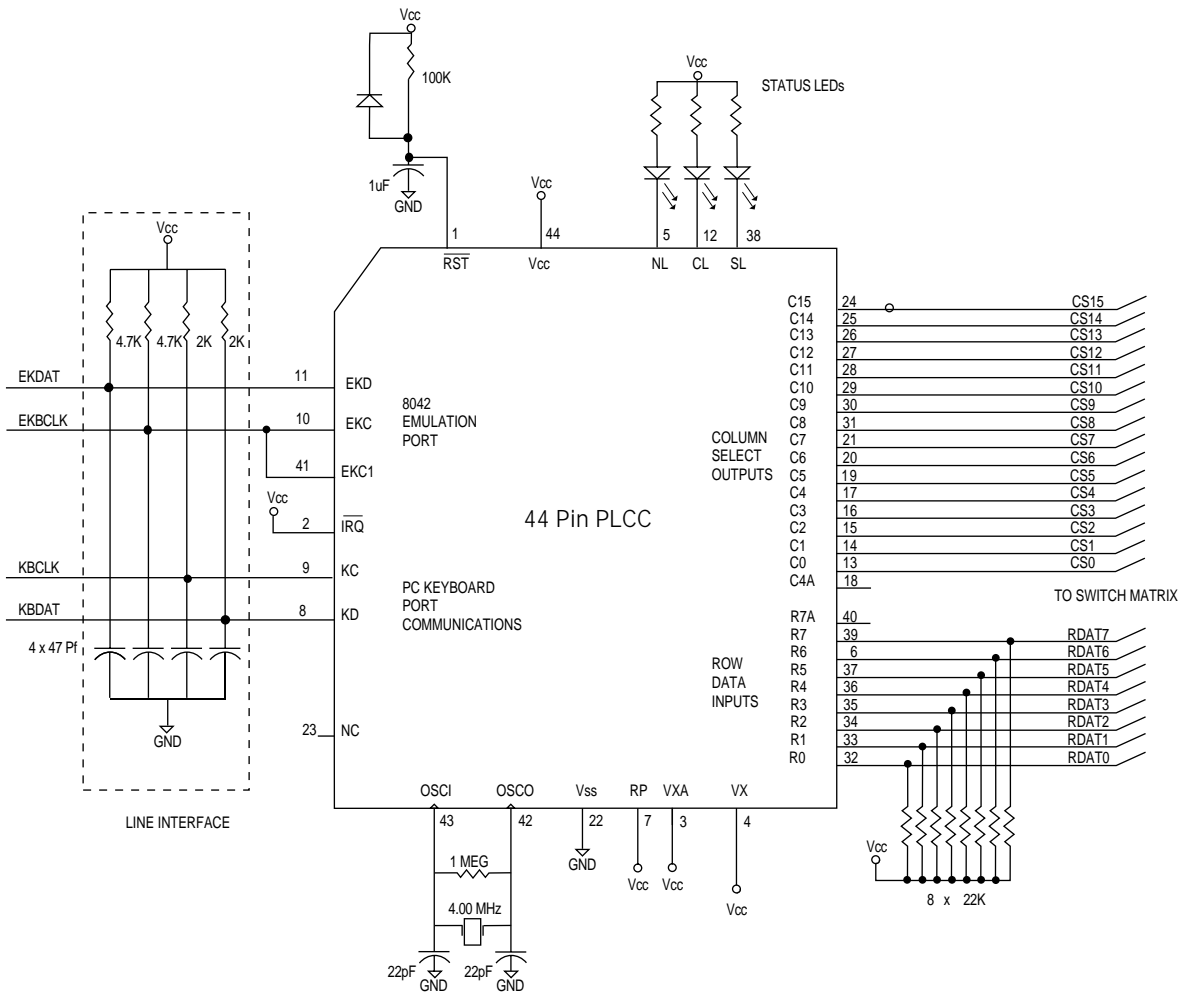 Vcc
100K
1uF
GND
Vcc
STATUS LEDs
Vcc
1
44
5
12
38
RST
Vcc
NL
CL
SL
Vcc
4.7K
4.7K
2K
2K
EKDAT
11
EKD
EKBCLK
10
EKC
41
EKC1
8042
EMULATION
PORT
Vcc
2
IRQ
44 Pin PLCC
KBCLK
9
KC
KBDAT
8
KD
PC KEYBOARD
PORT
COMMUNICATIONS
4 x 47 Pf
GND
23
NC
LINE INTERFACE
COLUMN
SELECT
OUTPUTS
C15 24 CS15
C14 25 CS14
C13 26 CS13
C12 27 CS12
C11 28 CS11
C10 29 CS10
C9 30 CS9
C8 31 CS8
C7 21 CS7
C6 20 CS6
C5 19 CS5
C4 17 CS4
C3 16 CS3
C2 15 CS2
C1 14 CS1
C0 13 CS0
C4A 18
TO SWITCH MATRIX
R7A 40
R7 39 RDAT7
R6 6 RDAT6
R5 37 RDAT5
R4 36 RDAT4
R3 35 RDAT3
R2 34 RDAT2
R1 33 RDAT1
R0 32 RDAT0
ROW
DATA
INPUTS
OSCI
OSCO
Vss
RP
VXA
VX
43
42
22
7
3
4
1 MEG
GND
Vcc
Vcc
Vcc
4.00 MHz
22pF
GND
22pF
GND
Vcc
8 x 22K